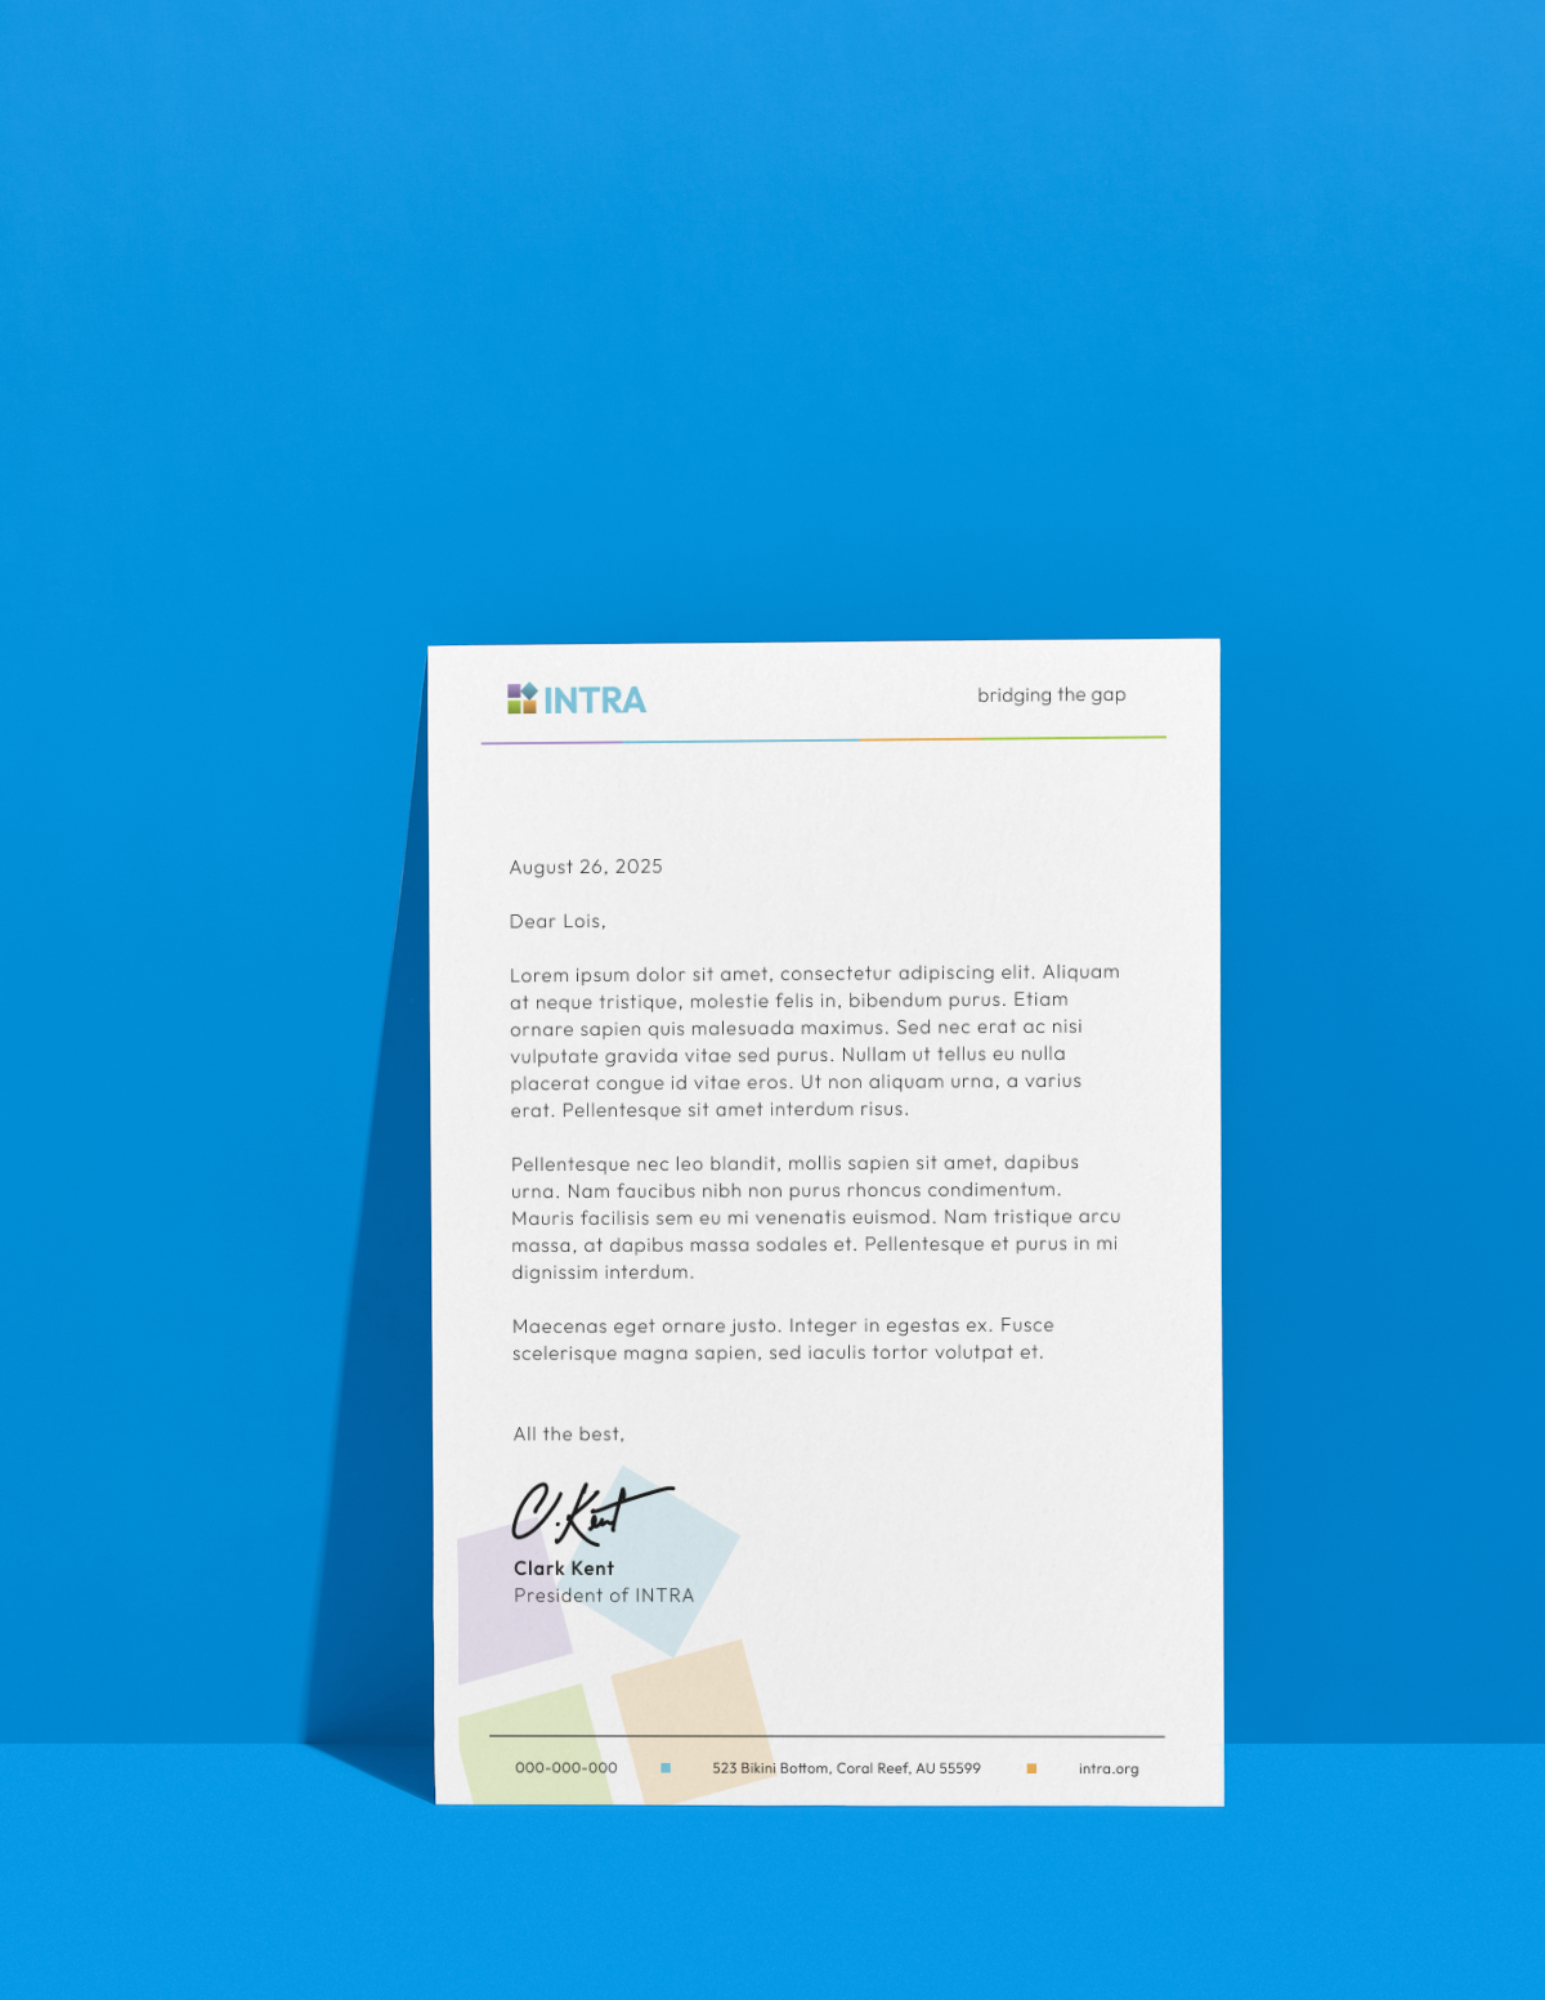 INTRA
bridging the gap
August 26, 2025
Dear Lois,
Lorem ipsum dolor sit amet, consectetur adipiscing elit. Aliquam
at neque tristique, molestie felis in, bibendum purus. Etiam
ornare sapien quis malesuada maximus. Sed nec erat ac nisi
vulputate gravida vitae sed purus. Nullam ut tellus eu nulla
placerat congue id vitae eros. Ut non aliquam urna, a varius
erat. Pellentesque sit amet interdum risus.
Pellentesque nec leo blandit, mollis sapien sit amet, dapibus
urna. Nam faucibus nibh non purus rhoncus condimentum.
Mauris facilisis sem eu mi venenatis euismod. Nam tristique arcu
massa, at dapibus massa sodales et. Pellentesque et purus in mi
dignissim interdum.
Maecenas eget ornare justo. Integer in egestas ex. Fusce
scelerisque magna sapien, sed iaculis tortor volutpat et.
All the best,
C. Kent
Clark Kent
President of INTRA
000-000-000
523 Bikini Bottom, Coral Reef, AU 55599
intra.org